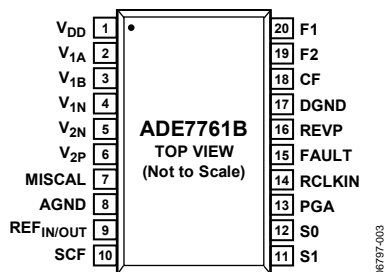 VDD 1 20 F1
V1A 2 19 F2
V1B 3 18 CF
V1N 4 17 DGND
V2N 5 ADE7761B 16 REVP
V2P 6 TOP VIEW 15 FAULT
MISCAL 7 (Not to Scale) 14 RCLKIN
AGND 8 13 PGA
REFIN/OUT 9 12 S0
SCF 10 11 S1
06797-003